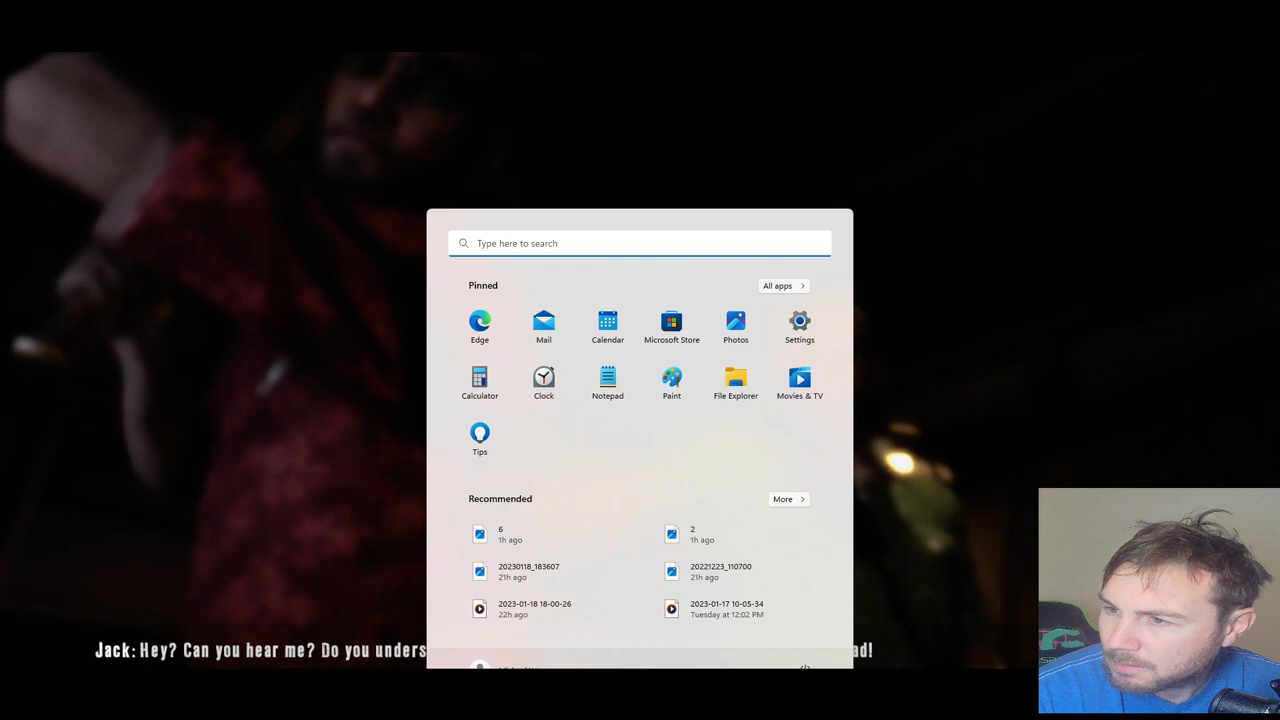 Type here to search
Pinned
All apps
Edge
Mail
Calendar
Microsoft Store
Photos
Settings
Calculator
Clock
Notepad
Paint
File Explorer
Movies & TV
Tips
Recommended
More
6
1h ago
2
1h ago
20230118_183607
21h ago
20221223_110700
21h ago
2023-01-18 18-00-26
22h ago
2023-01-17 10-05-34
Tuesday at 12:02 PM
Jack: Hey? Can you hear me? Do you